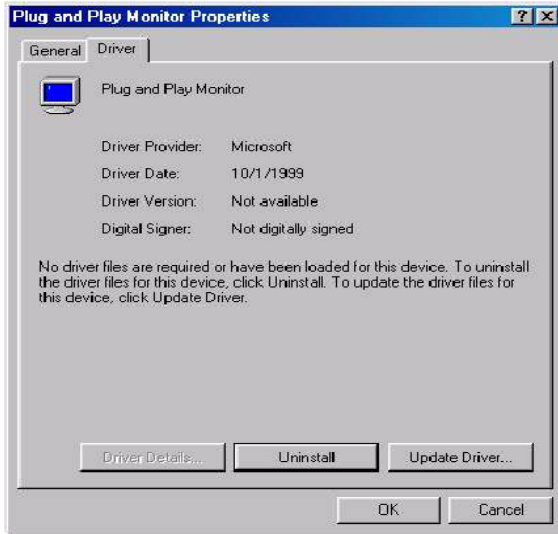 Plug and Play Monitor Properties
General Driver
Plug and Play Monitor
Driver Provider: Microsoft
Driver Date: 10/1/1999
Driver Version: Not available
Digital Signer: Not digitally signed
No driver files are required or have been loaded for this device. To uninstall
the driver files for this device, click Uninstall. To update the driver files for
this device, click Update Driver.
Driver Details... Uninstall Update Driver...
OK Cancel